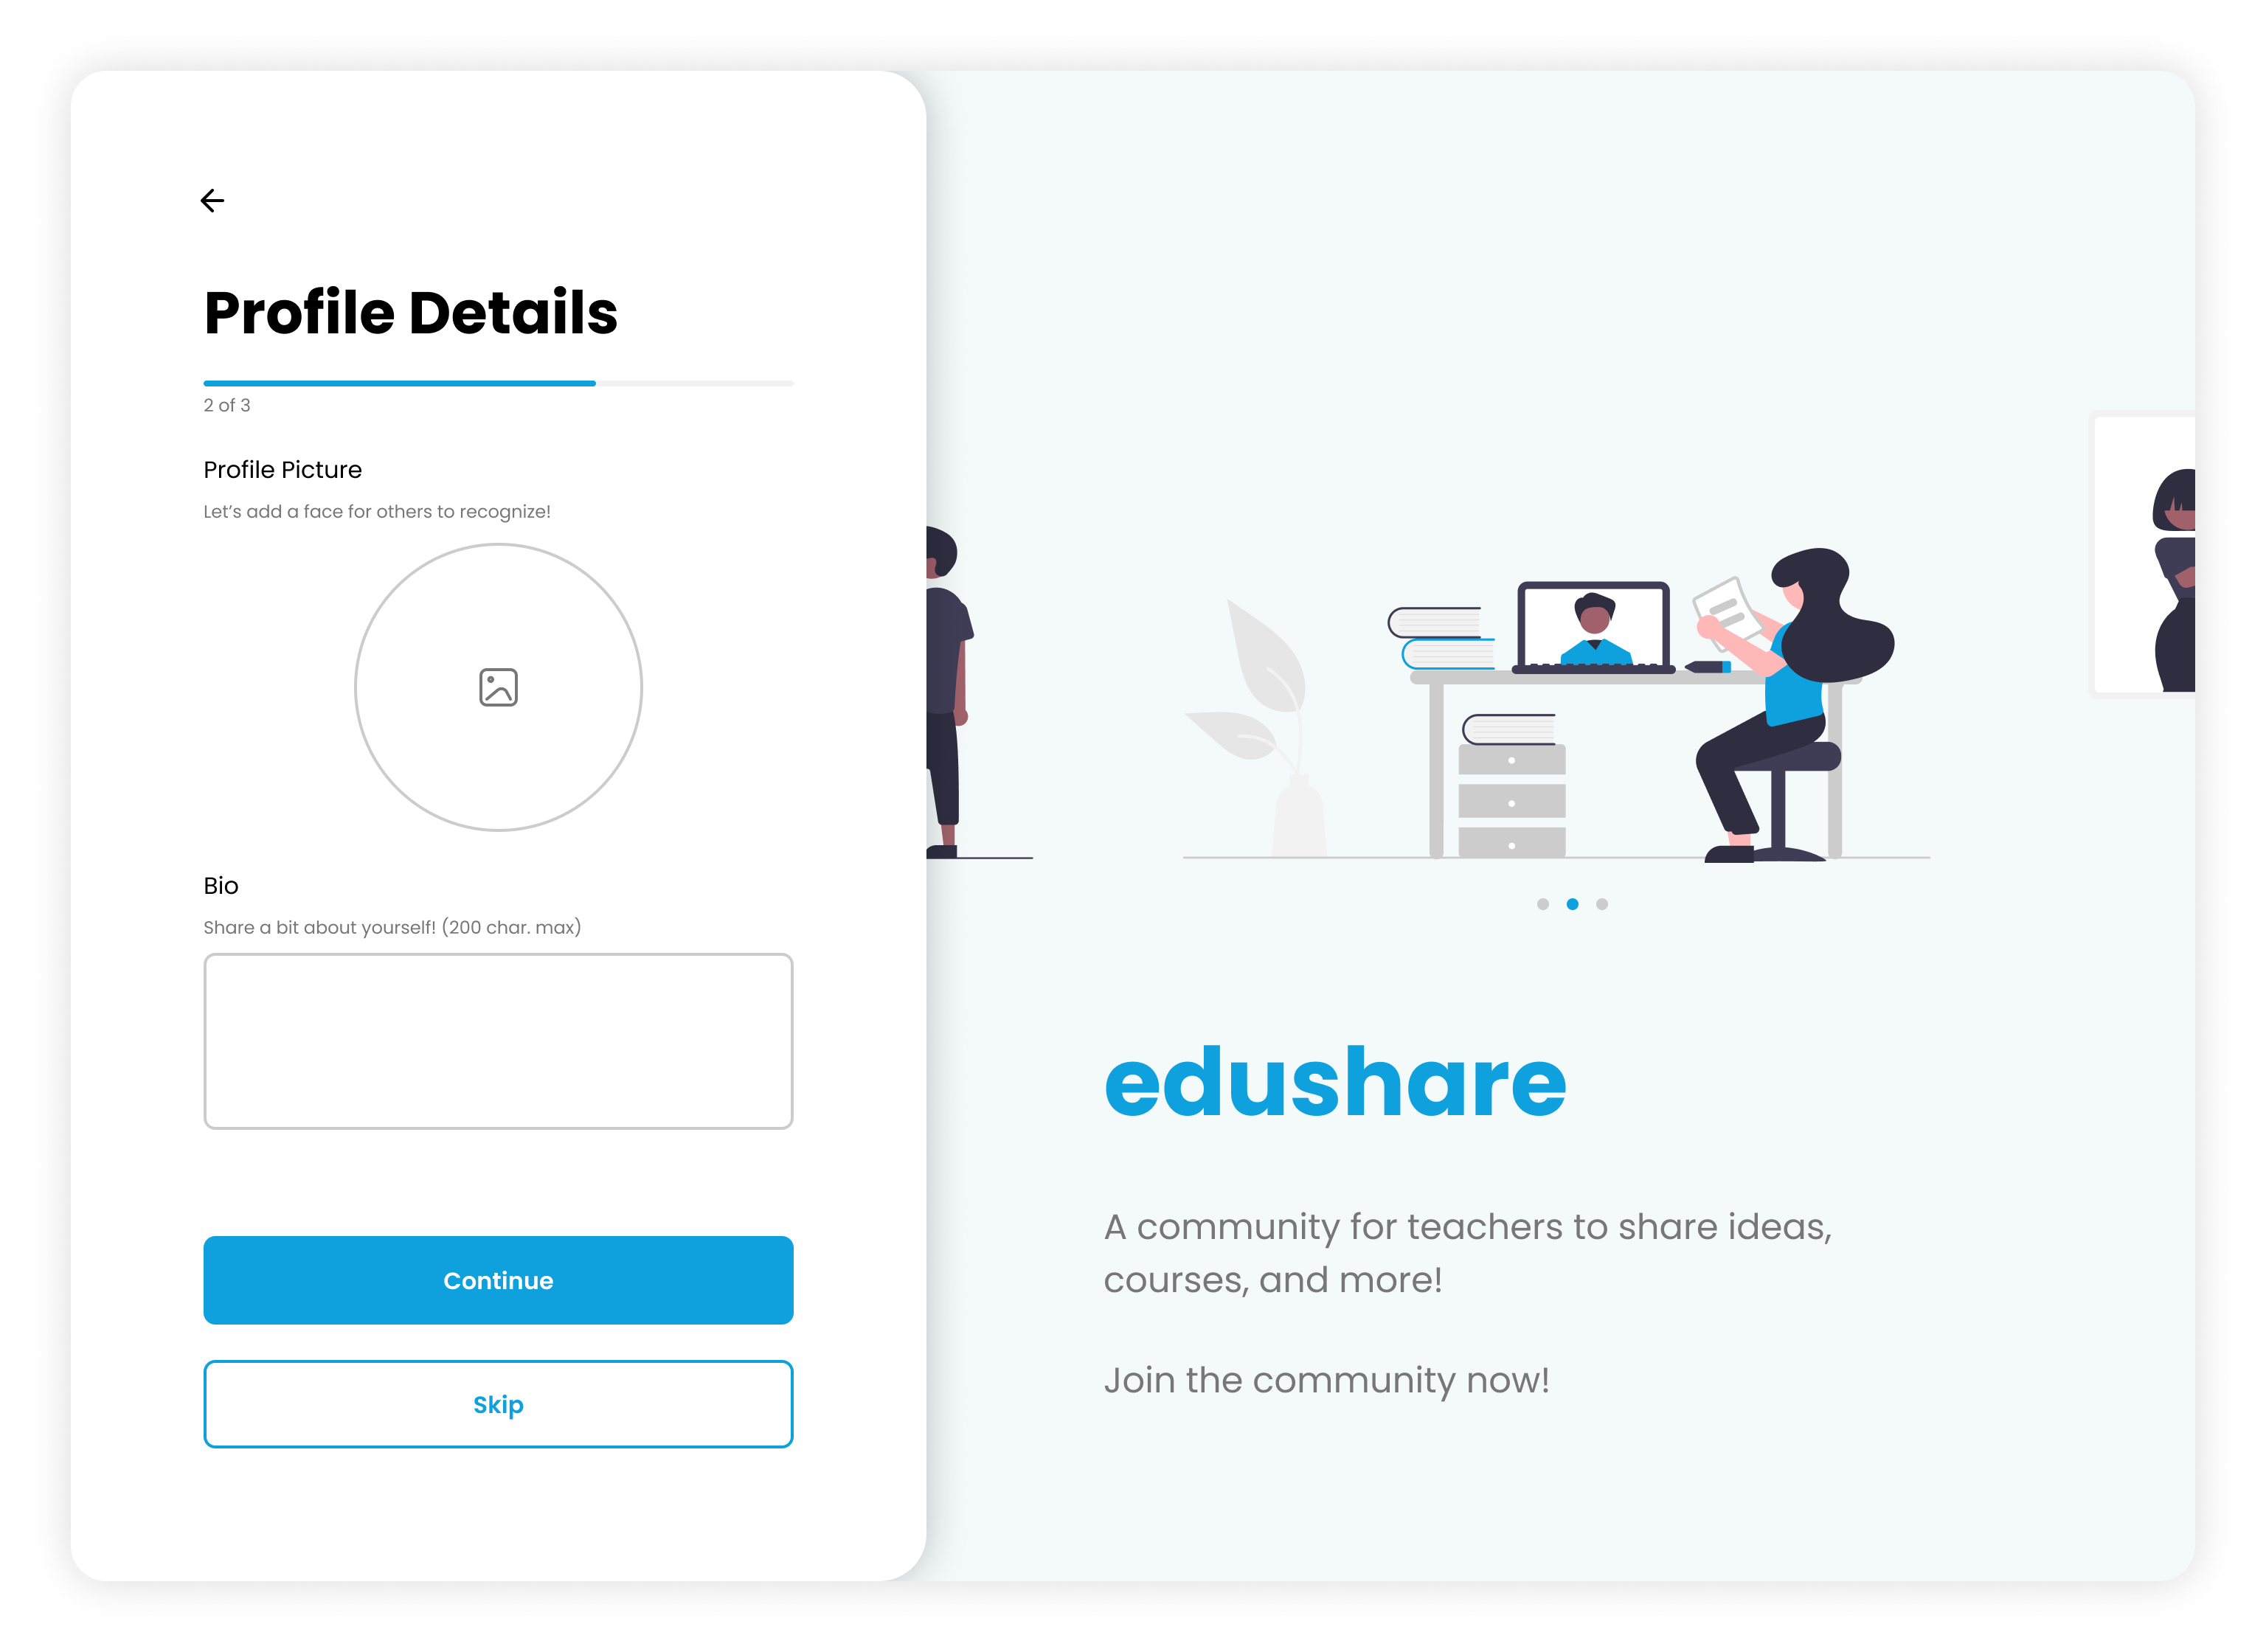 Profile Details
2 of 3
Profile Picture
Let’s add a face for others to recognize!
Bio
Share a bit about yourself! (200 char. max)
Continue
Skip
edushare
A community for teachers to share ideas,
courses, and more!
Join the community now!